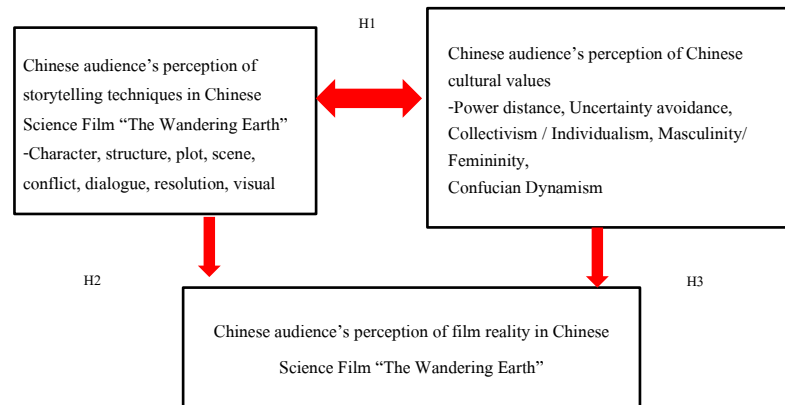 H1
Chinese audience's perception of
storytelling techniques in Chinese
Science Film “The Wandering Earth”
-Character, structure, plot, scene,
conflict, dialogue, resolution, visual
Chinese audience's perception of Chinese
cultural values
-Power distance, Uncertainty avoidance,
Collectivism / Individualism, Masculinity/
Femininity,
Confucian Dynamism
H2
H3
Chinese audience's perception of film reality in Chinese
Science Film “The Wandering Earth”